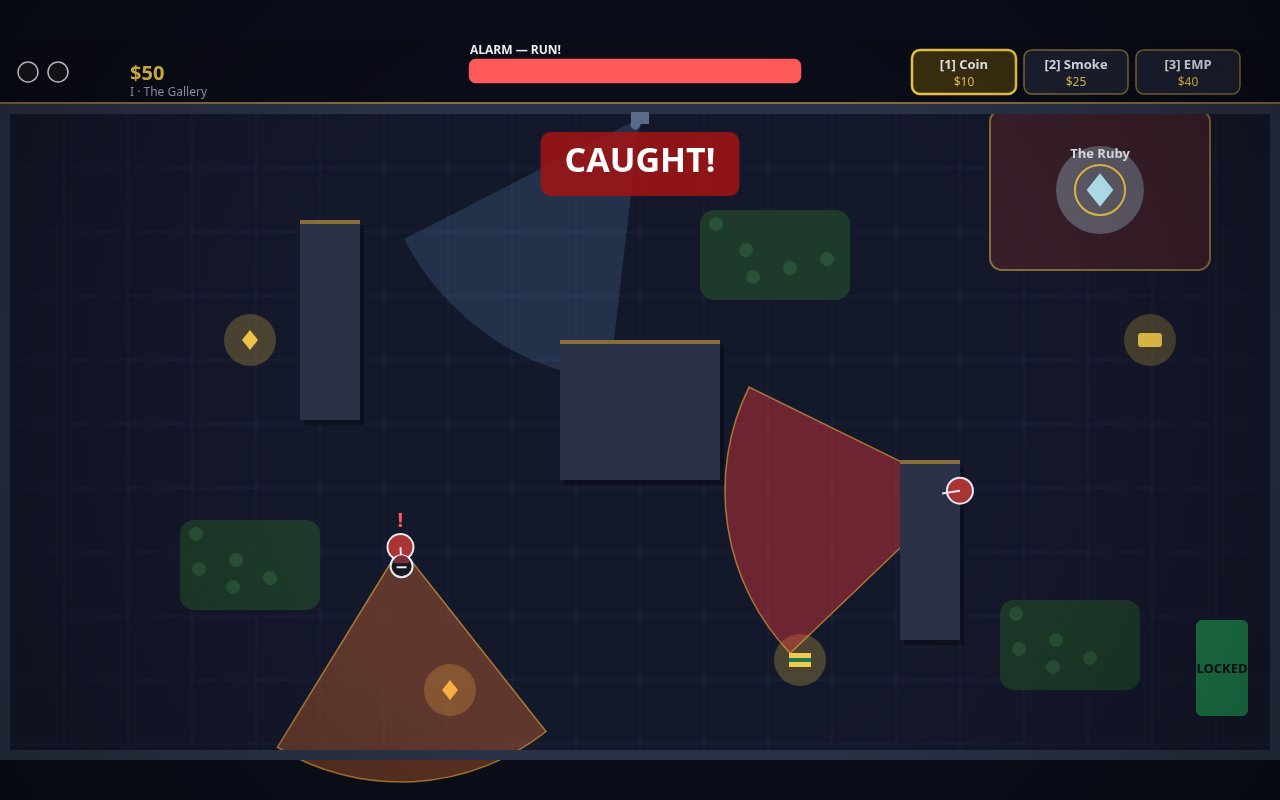 ALARM — RUN!
$50
I · The Gallery
[1] Coin
$10
[2] Smoke
$25
[3] EMP
$40
CAUGHT!
The Ruby
!
LOCKED